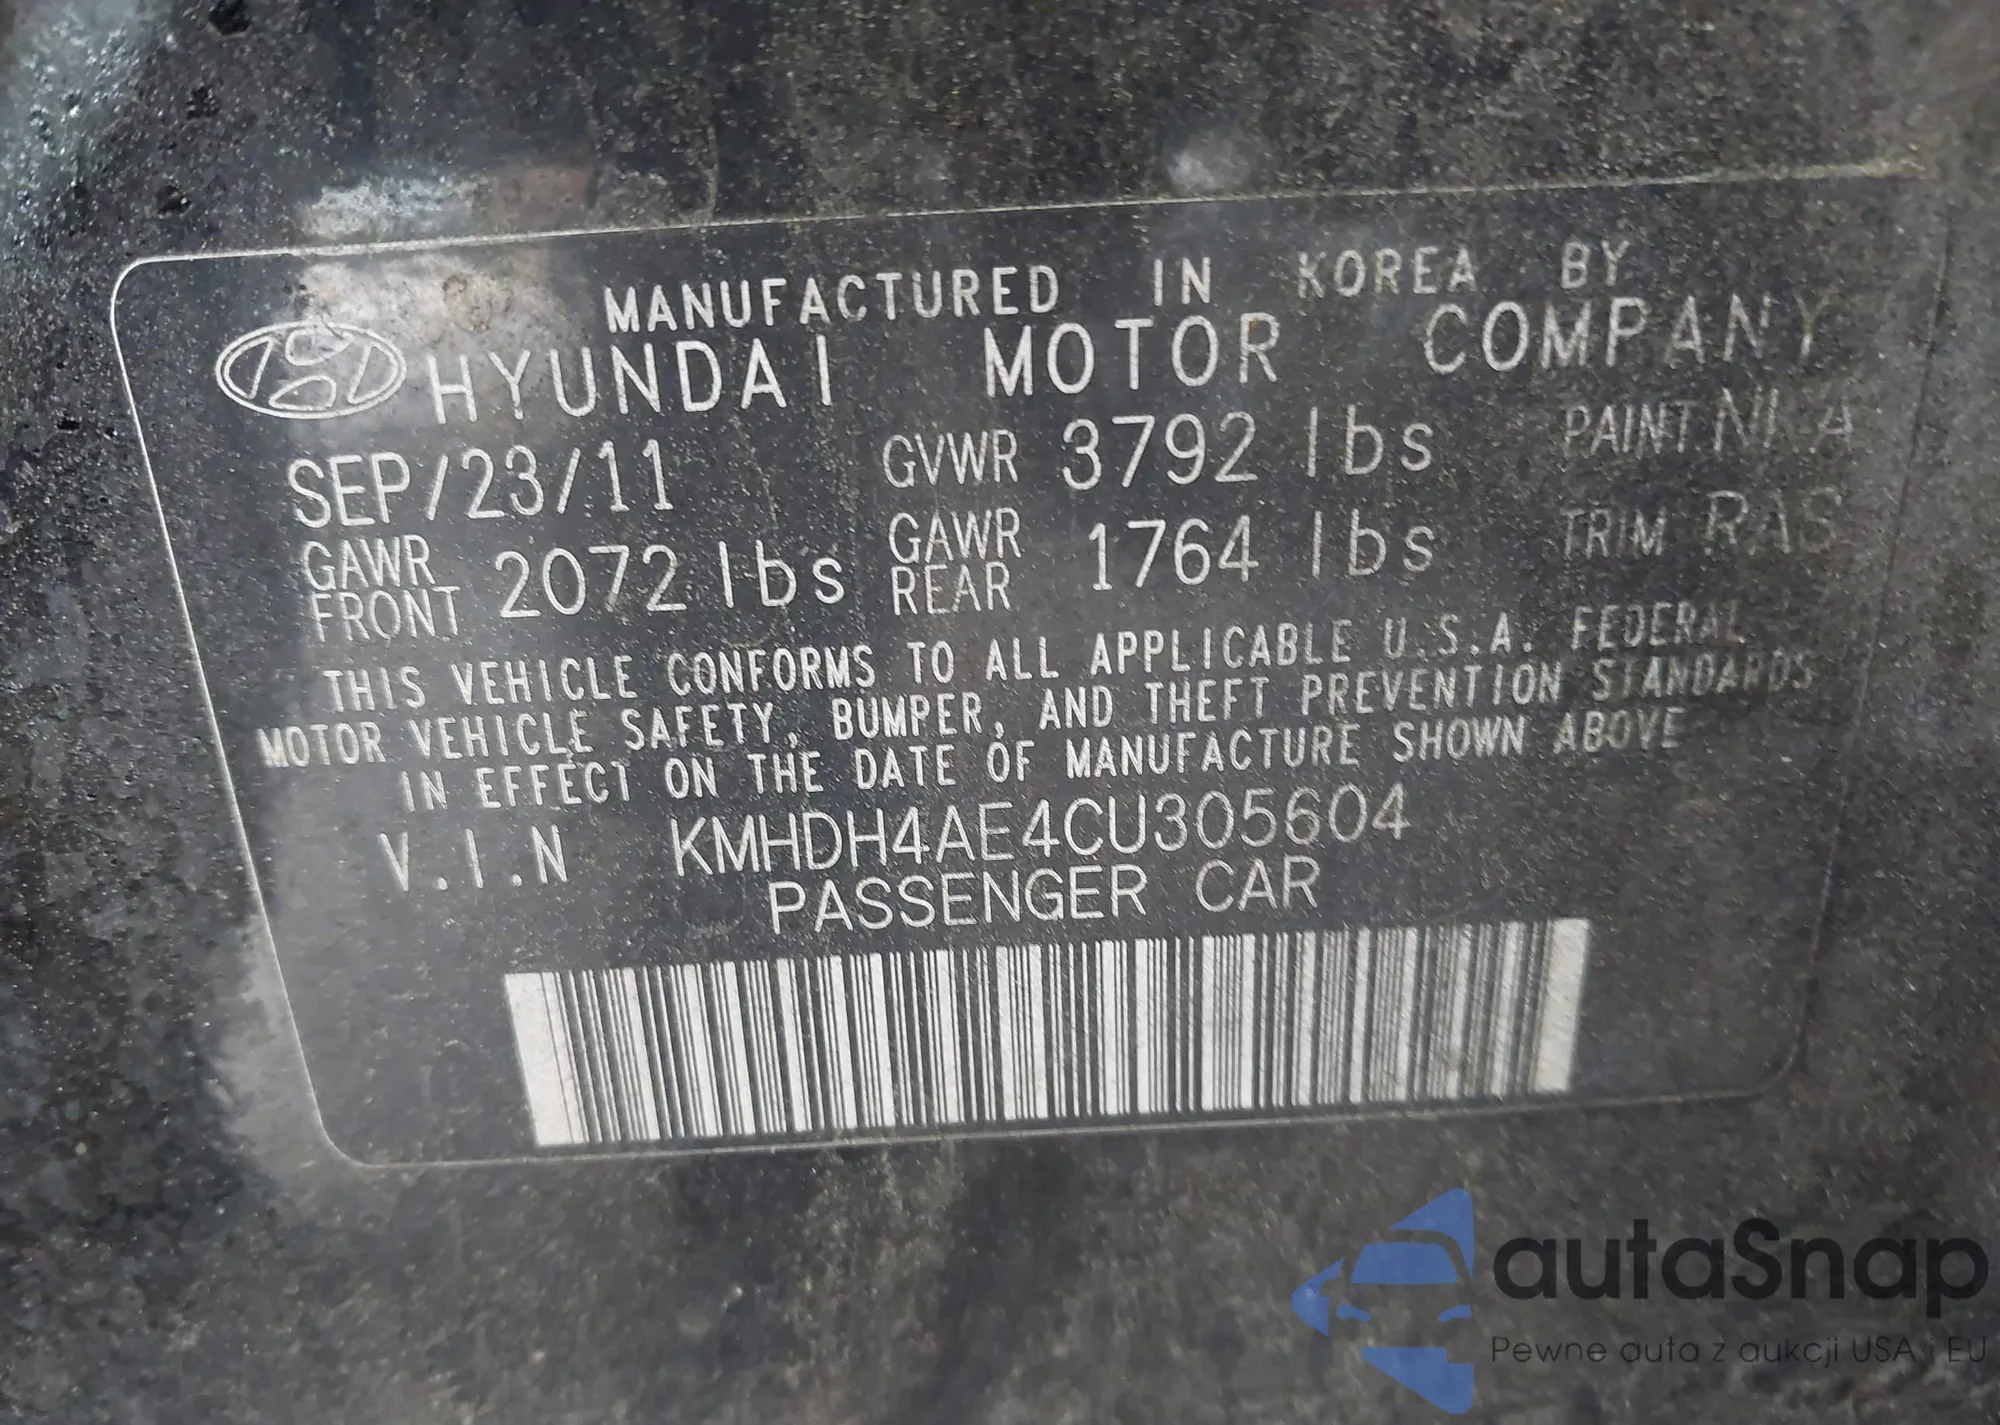 MANUFACTURED IN KOREA BY
HYUNDAI MOTOR COMPANY
SEP/23/11 GVWR 3792 lbs PAINT
GAWR FRONT 2072 lbs GAWR REAR 1764 lbs TRIM RAS
THIS VEHICLE CONFORMS TO ALL APPLICABLE U.S.A. FEDERAL
MOTOR VEHICLE SAFETY, BUMPER, AND THEFT PREVENTION STANDARDS
IN EFFECT ON THE DATE OF MANUFACTURE SHOWN ABOVE
V.I.N KMHDH4AE4CU305604
PASSENGER CAR
autaSnap
Pewne auta z aukcji USA i EU